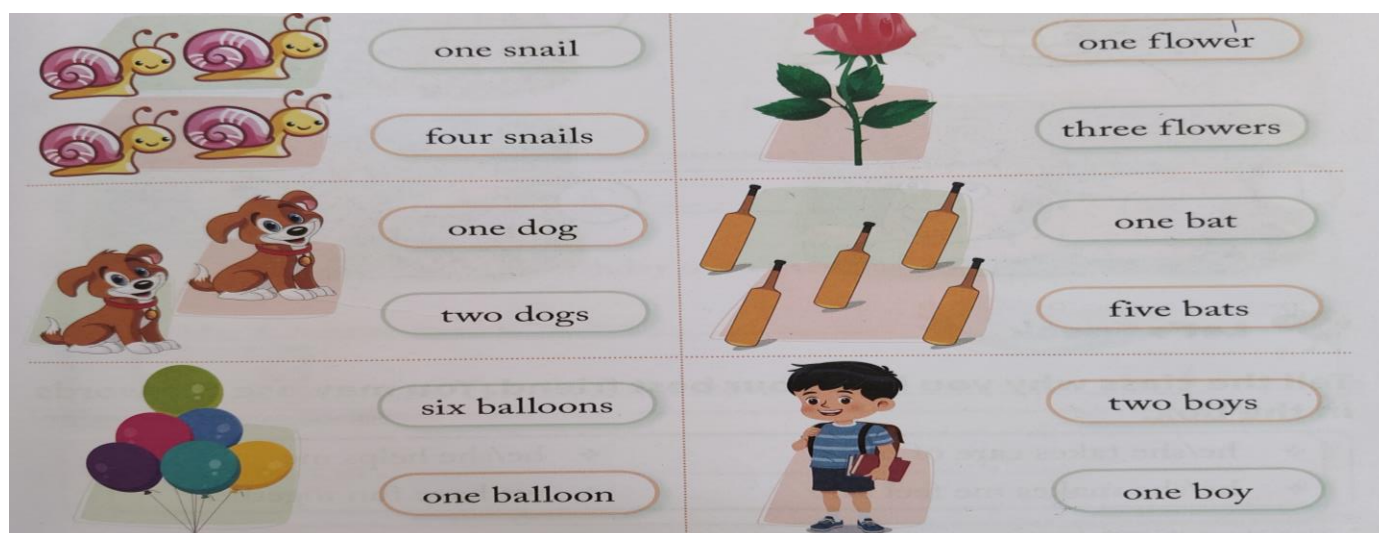 one snail
four snails
one flower
three flowers
one dog
two dogs
one bat
five bats
six balloons
one balloon
two boys
one boy